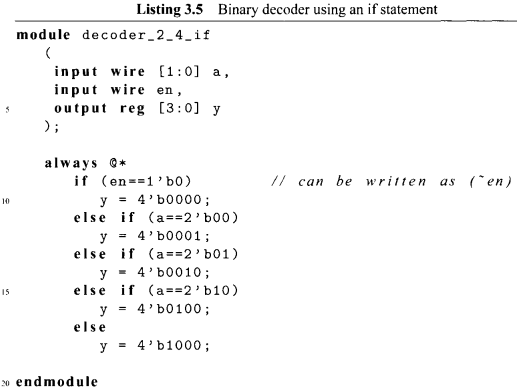 Listing 3.5 Binary decoder using an if statement
module decoder_2_4_if
(
input wire [1:0] a,
input wire en,
5 output reg [3:0] y
);
always @*
if (en==1'b0) // can be written as (~en)
10 y = 4'b0000;
else if (a==2'b00)
y = 4'b0001;
else if (a==2'b01)
y = 4'b0010;
15 else if (a==2'b10)
y = 4'b0100;
else
y = 4'b1000;
20 endmodule